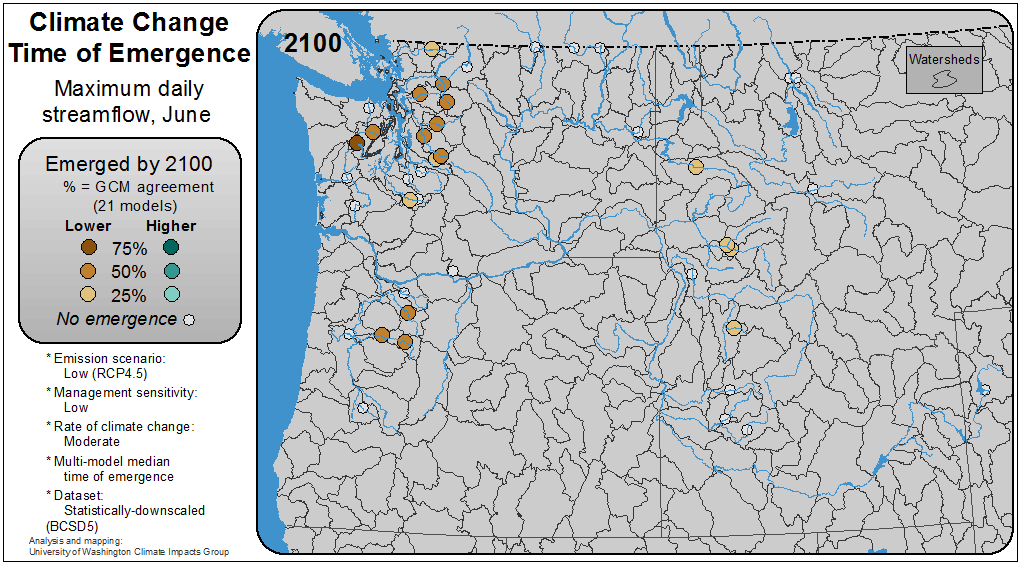 Climate Change
Time of Emergence
Maximum daily
streamflow, June
Emerged by 2100
% = GCM agreement
(21 models)
Lower Higher
75%
50%
25%
No emergence
* Emission scenario:
Low (RCP4.5)
* Management sensitivity:
Low
* Rate of climate change:
Moderate
* Multi-model median
time of emergence
* Dataset:
Statistically-downscaled
(BCSD5)
Analysis and mapping:
University of Washington Climate Impacts Group
2100
Watersheds